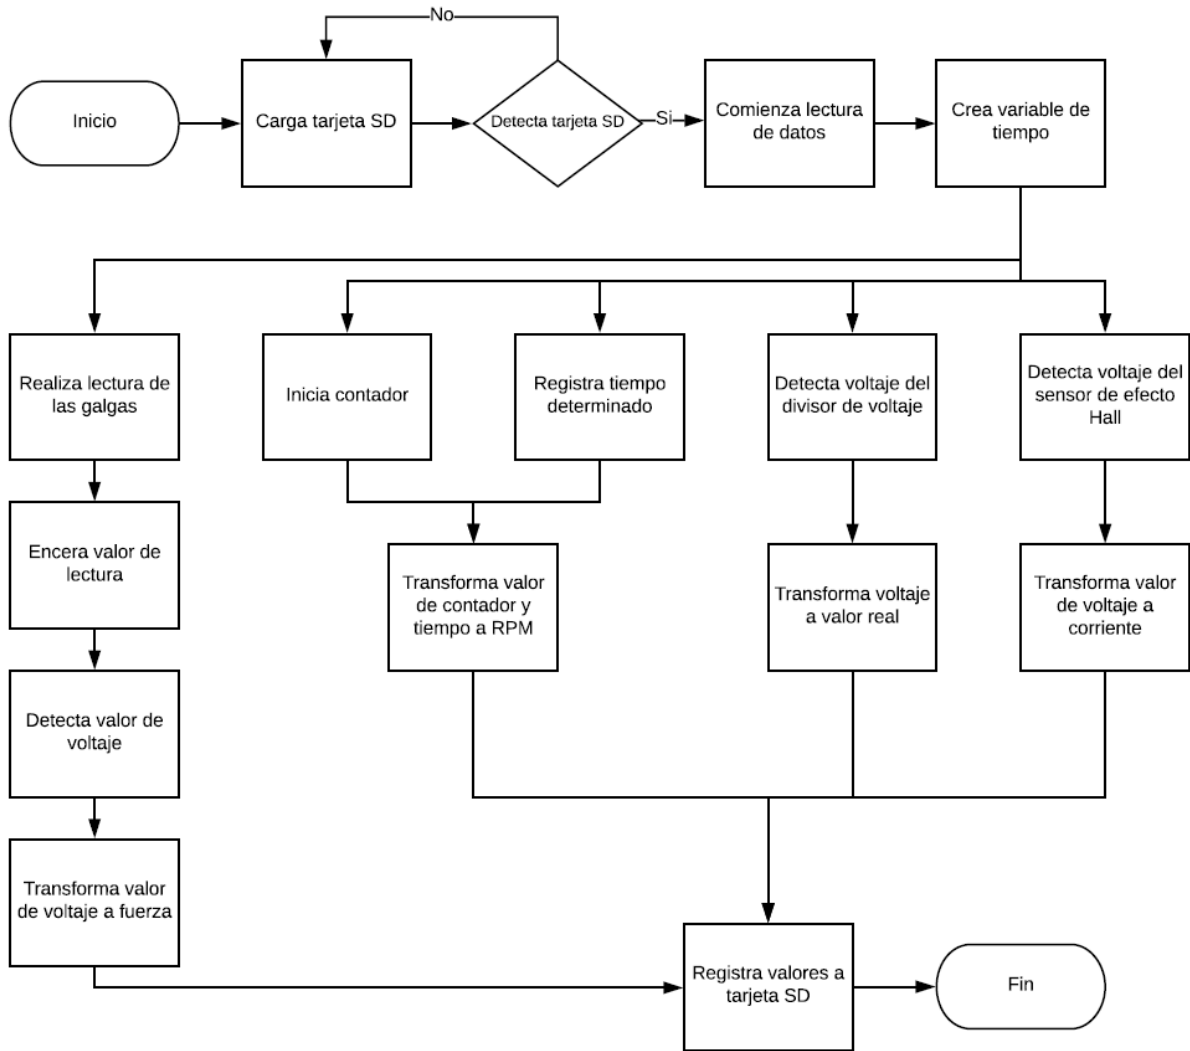 No
Inicio
Carga tarjeta SD
Detecta tarjeta SD
Si
Comienza lectura
de datos
Crea variable de
tiempo
Realiza lectura de
las galgas
Inicia contador
Registra tiempo
determinado
Detecta voltaje del
divisor de voltaje
Detecta voltaje del
sensor de efecto
Hall
Encera valor de
lectura
Transforma valor
de contador y
tiempo a RPM
Transforma voltaje
a valor real
Transforma valor
de voltaje a
corriente
Detecta valor de
voltaje
Transforma valor
de voltaje a fuerza
Registra valores a
tarjeta SD
Fin